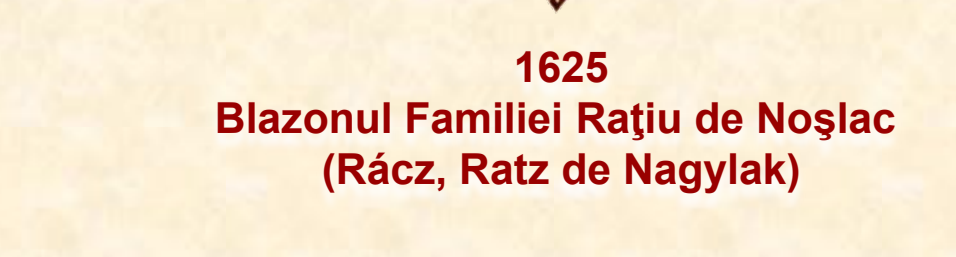 1625
Blazonul Familiei Raţiu de Noşlac
(Rácz, Ratz de Nagylak)